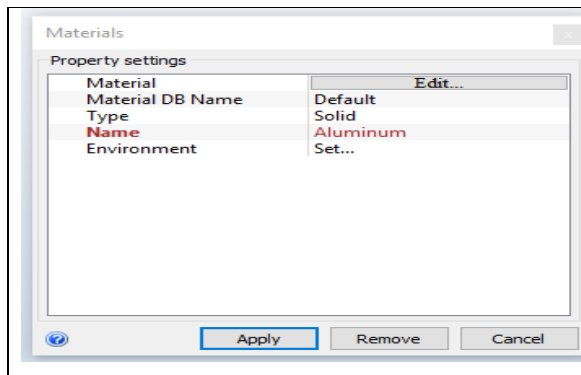 Materials
Property settings
Material Edit...
Material DB Name Default
Type Solid
Name Aluminum
Environment Set...
Apply Remove Cancel